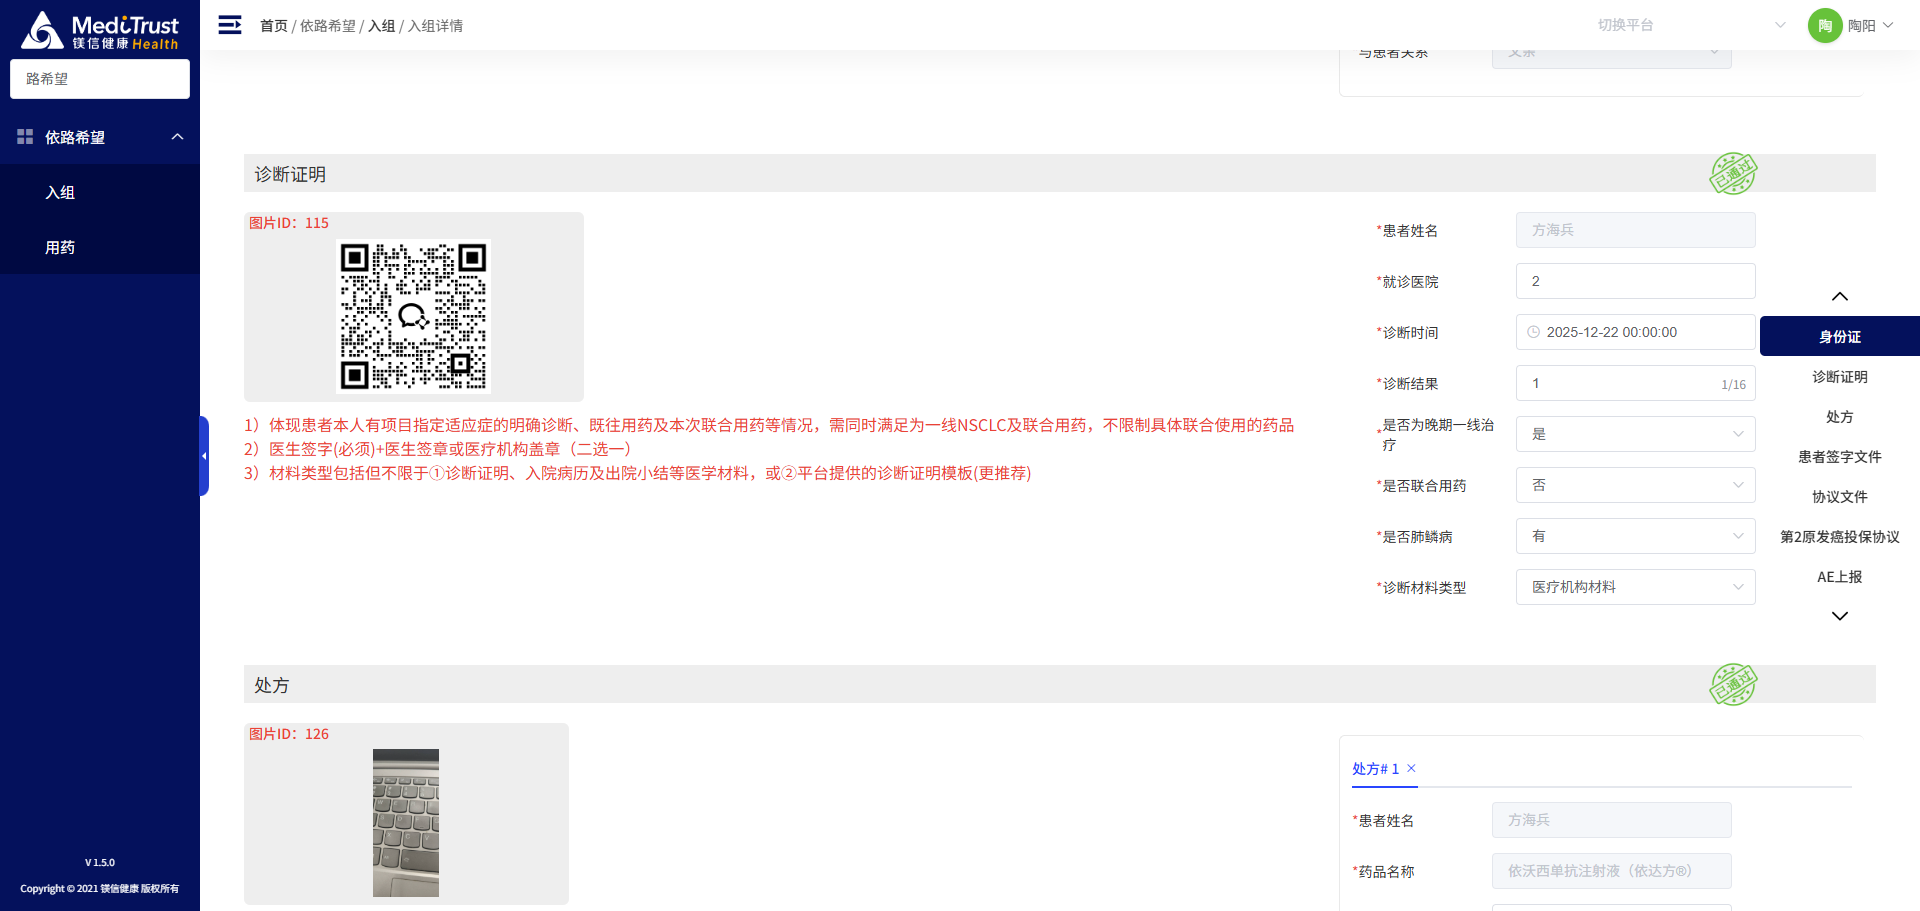 MediTrust
镁信健康 Health
路希望
依路希望
入组
用药
V 1.5.0
Copyright © 2021 镁信健康 版权所有
首页 / 依路希望 / 入组 / 入组详情
切换平台
陶
陶阳
与患者关系
父亲
诊断证明
已通过
图片ID：115
1）体现患者本人有项目指定适应症的明确诊断、既往用药及本次联合用药等情况，需同时满足为一线NSCLC及联合用药，不限制具体联合使用的药品
2）医生签字(必须)+医生签章或医疗机构盖章（二选一）
3）材料类型包括但不限于①诊断证明、入院病历及出院小结等医学材料，或②平台提供的诊断证明模板(更推荐)
*患者姓名
方海兵
*就诊医院
2
*诊断时间
2025-12-22 00:00:00
*诊断结果
1
1/16
*是否为晚期一线治疗
是
*是否联合用药
否
*是否肺鳞病
有
*诊断材料类型
医疗机构材料
身份证
诊断证明
处方
患者签字文件
协议文件
第2原发癌投保协议
AE上报
处方
已通过
图片ID：126
处方# 1
*患者姓名
方海兵
*药品名称
依沃西单抗注射液（依达方®）